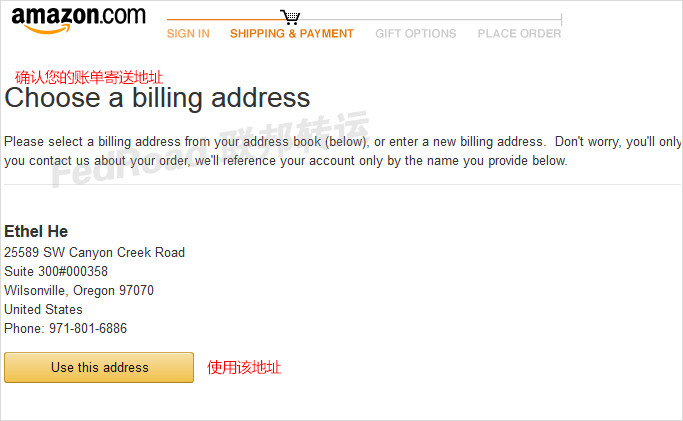 amazon.com
SIGN IN SHIPPING & PAYMENT GIFT OPTIONS PLACE ORDER
确认您的账单寄送地址
Choose a billing address
Please select a billing address from your address book (below), or enter a new billing address. Don't worry, you'll only
you contact us about your order, we'll reference your account only by the name you provide below.
FedRoad 联邦转运
Ethel He
25589 SW Canyon Creek Road
Suite 300#000358
Wilsonville, Oregon 97070
United States
Phone: 971-801-6886
Use this address 使用该地址